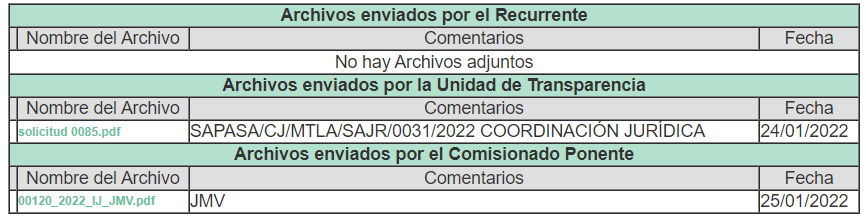 Archivos enviados por el Recurrente
Nombre del Archivo Comentarios Fecha
No hay Archivos adjuntos
Archivos enviados por la Unidad de Transparencia
Nombre del Archivo Comentarios Fecha
solicitud 0085.pdf SAPASA/CJ/MTLA/SAJR/0031/2022 COORDINACIÓN JURÍDICA 24/01/2022
Archivos enviados por el Comisionado Ponente
Nombre del Archivo Comentarios Fecha
00120_2022_IJ_JMV.pdf JMV 25/01/2022